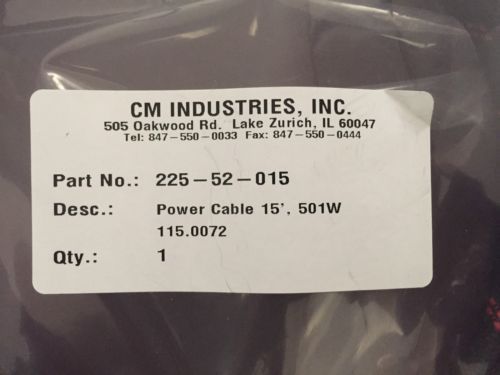 CM INDUSTRIES, INC.
505 Oakwood Rd. Lake Zurich, IL 60047
Tel: 847-550-0033 Fax: 847-550-0444
Part No.: 225-52-015
Desc.: Power Cable 15', 501W
115.0072
Qty.: 1